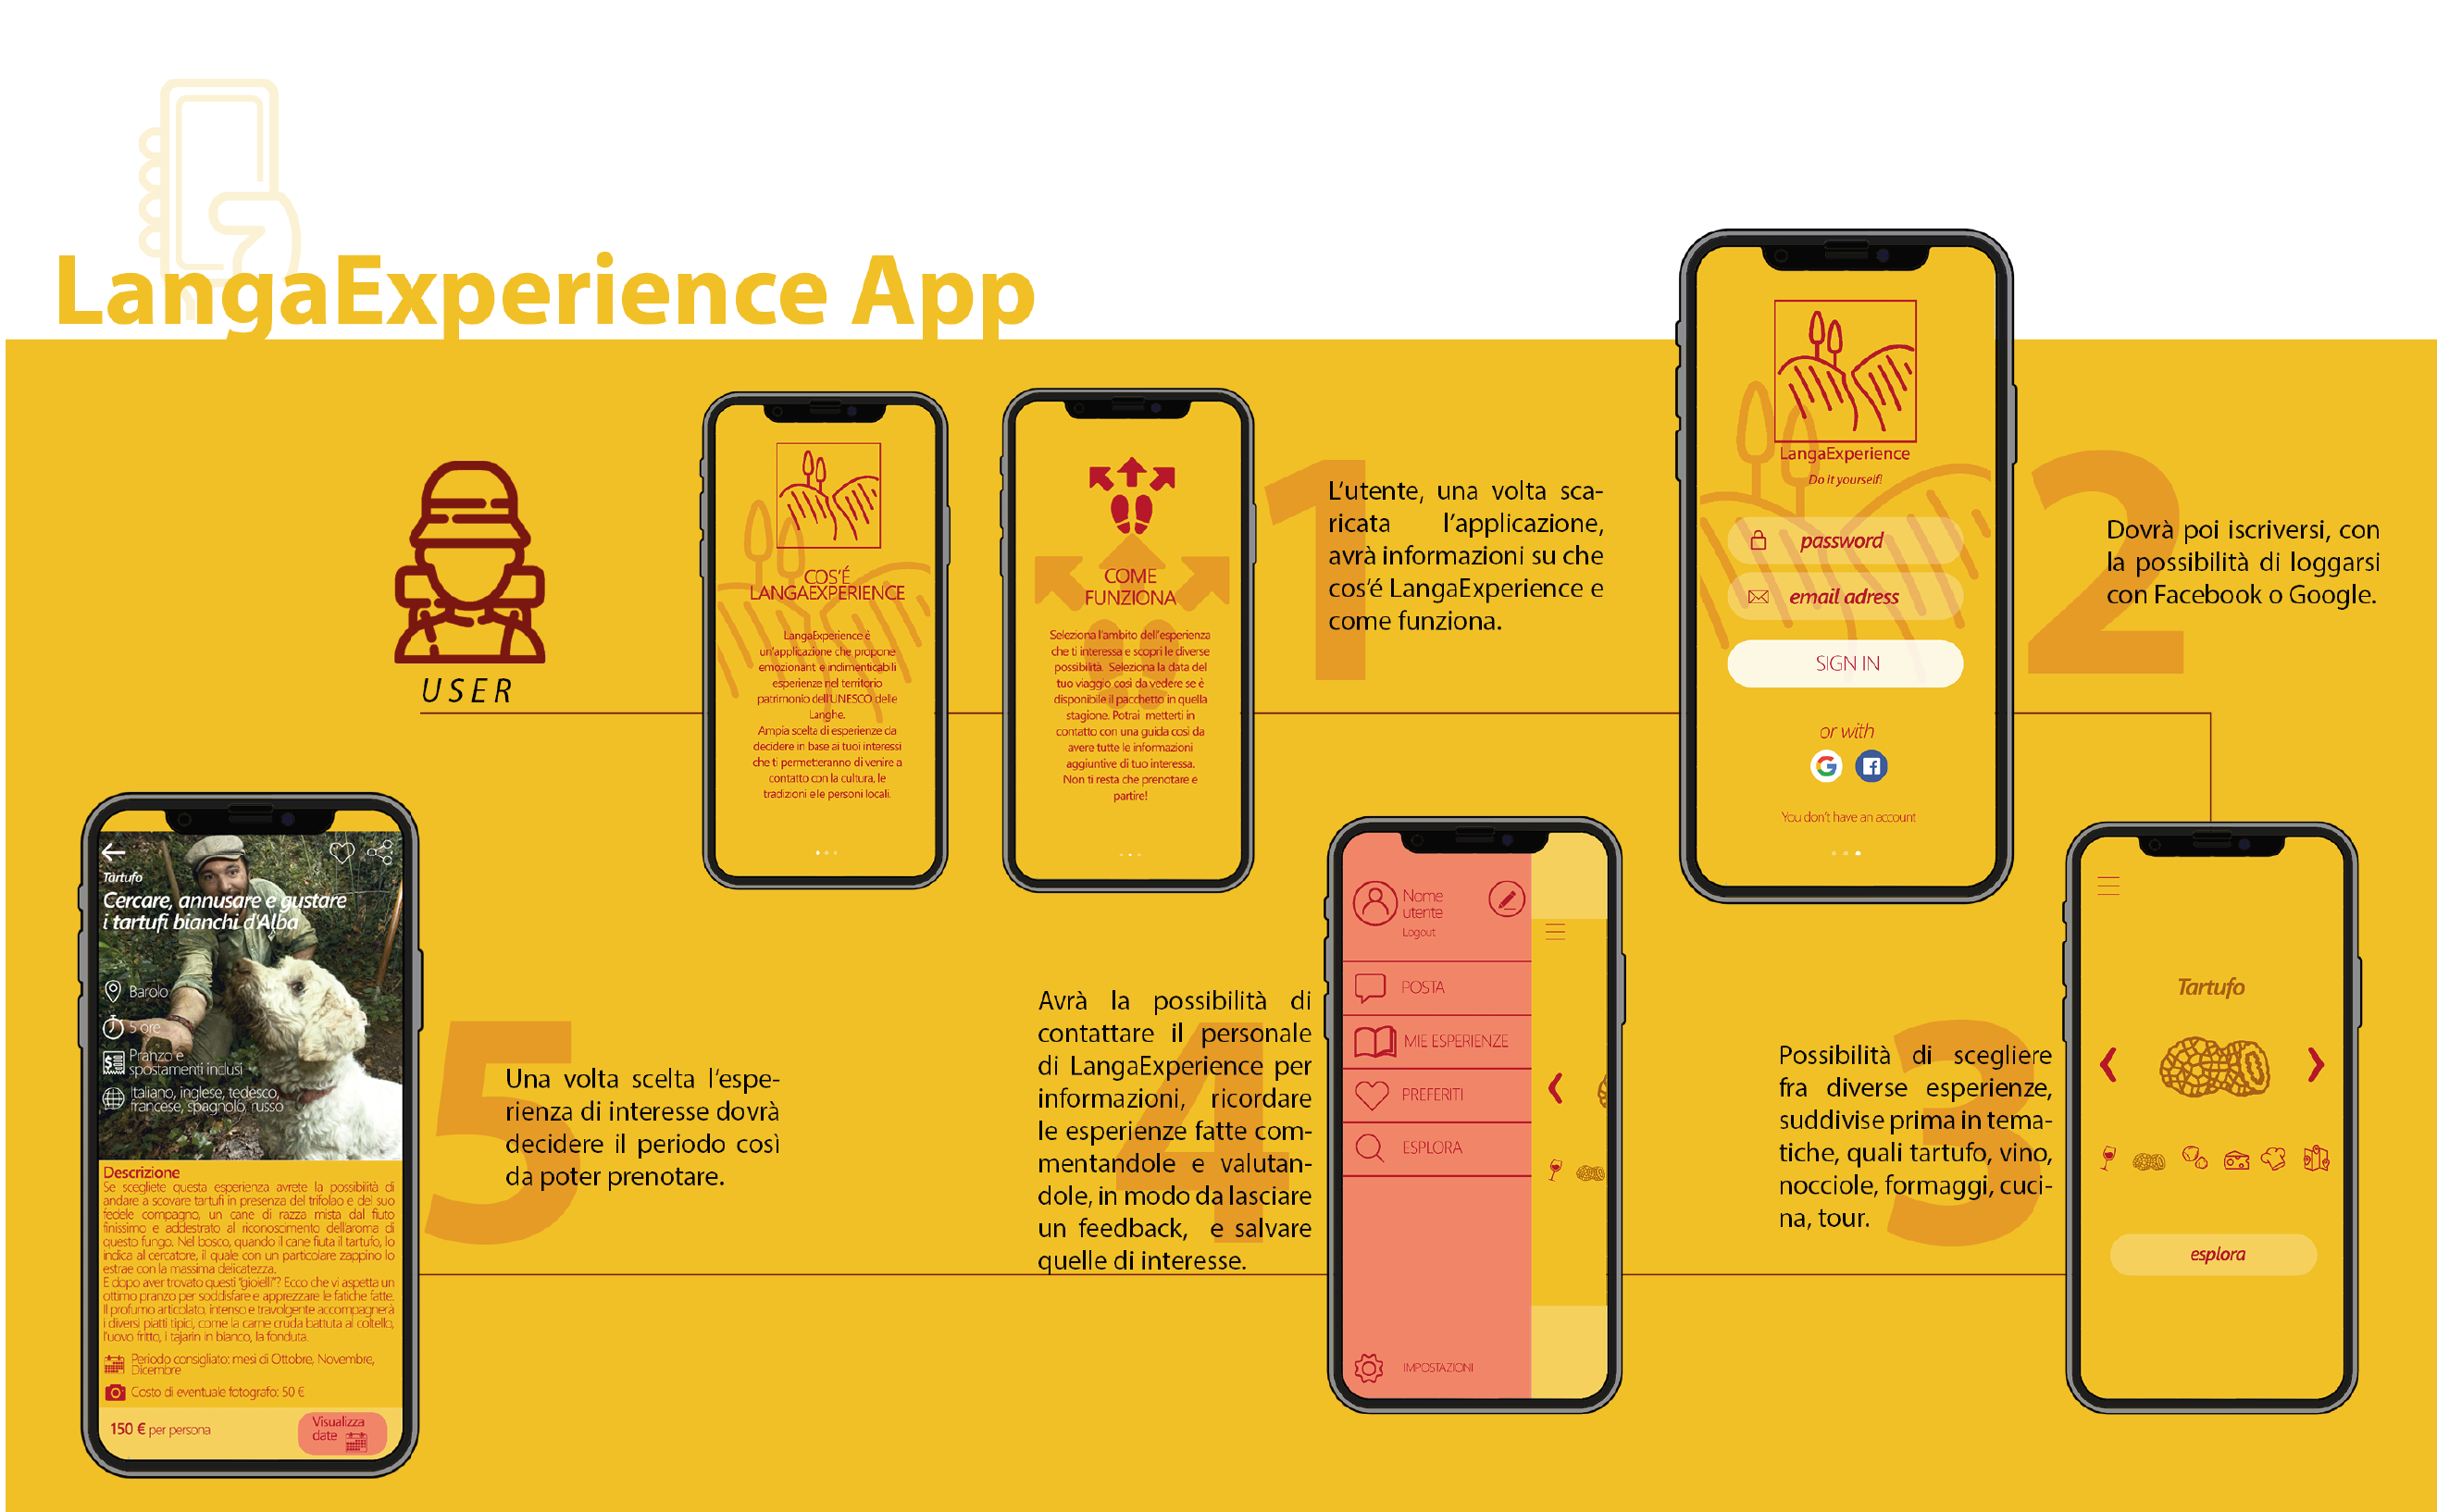 LangaExperience App
USER
COS'É
LANGAEXPERIENCE
LangaExperience è
un'applicazione che propone
emozionanti e indimenticabili
esperienze nel territorio
patrimonio dell'UNESCO delle
Langhe.
Ampia scelta di esperienze da
decidere in base ai tuoi interessi
che ti permetteranno di venire a
contatto con la cultura, le
tradizioni e le personi locali.
COME
FUNZIONA
Seleziona l'ambito dell'esperienza
che ti interessa e scopri le diverse
possibilità. Seleziona la data del
tuo viaggio così da vedere se è
disponibile il pacchetto in quella
stagione. Potrai metterti in
contatto con una guida così da
avere tutte le informazioni
aggiuntive di tuo interessa.
Non ti resta che prenotare e
partire!
1
L'utente, una volta sca-
ricata l'applicazione,
avrà informazioni su che
cos'é LangaExperience e
come funziona.
LangaExperience
Do it yourself!
password
email adress
SIGN IN
or with
You don't have an account
2
Dovrà poi iscriversi, con
la possibilità di loggarsi
con Facebook o Google.
Tartufo
esplora
3
Possibilità di scegliere
fra diverse esperienze,
suddivise prima in tema-
tiche, quali tartufo, vino,
nocciole, formaggi, cuci-
na, tour.
Nome
utente
Logout
POSTA
MIE ESPERIENZE
PREFERITI
ESPLORA
IMPOSTAZIONI
4
Avrà la possibilità di
contattare il personale
di LangaExperience per
informazioni, ricordare
le esperienze fatte com-
mentandole e valutan-
dole, in modo da lasciare
un feedback, e salvare
quelle di interesse.
Tartufo
Cercare, annusare e gustare
i tartufi bianchi d'Alba
Barolo
5 ore
Pranzo e
spostamenti inclusi
Italiano, inglese, tedesco,
francese, spagnolo, russo
Descrizione
Se scegliete questa esperienza avrete la possibilità di
andare a scovare tartufi in presenza del trifolao e del suo
fedele compagno, un cane di razza mista dal fiuto
finissimo e addestrato al riconoscimento dell'aroma di
questo fungo. Nel bosco, quando il cane fiuta il tartufo, lo
indica al cercatore, il quale con un particolare zappino lo
estrae con la massima delicatezza.
E dopo aver trovato questi "gioielli"? Ecco che vi aspetta un
ottimo pranzo per soddisfare e apprezzare le fatiche fatte.
Il profumo articolato, intenso e travolgente accompagnerà
i diversi piatti tipici, come la carne cruda battuta al coltello,
l'uovo fritto, i tajarin in bianco, la fonduta.
Periodo consigliato: mesi di Ottobre, Novembre,
Dicembre
Costo di eventuale fotografo: 50 €
150 € per persona
Visualizza
date
5
Una volta scelta l'espe-
rienza di interesse dovrà
decidere il periodo così
da poter prenotare.